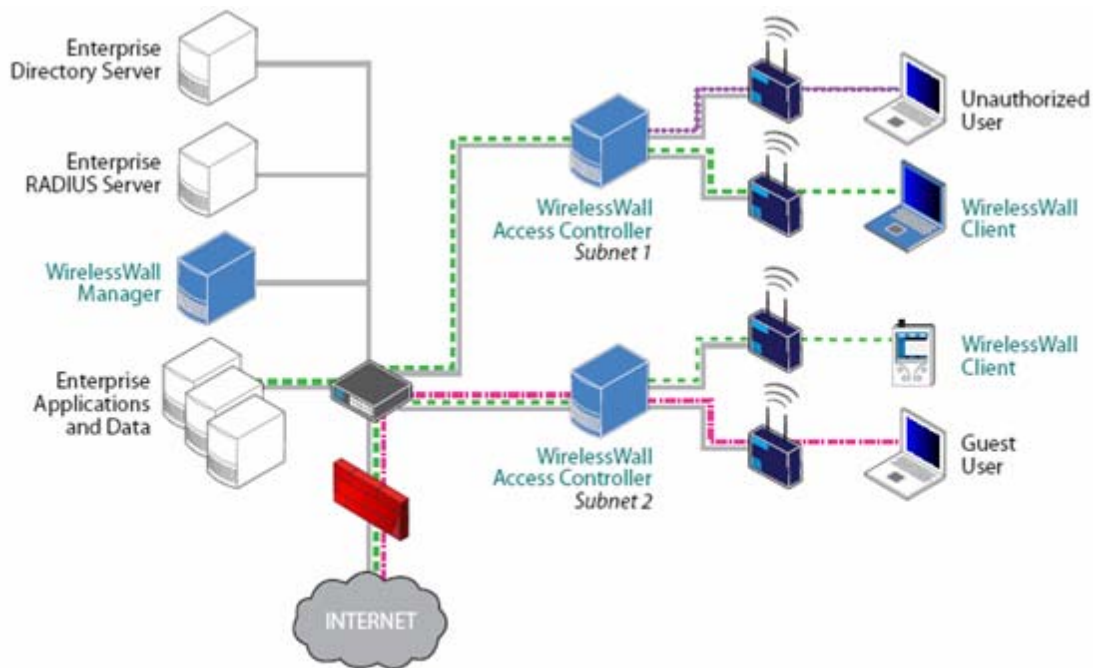 Enterprise
Directory Server
Enterprise
RADIUS Server
WirelessWall
Manager
Enterprise
Applications
and Data
INTERNET
WirelessWall
Access Controller
Subnet 1
WirelessWall
Access Controller
Subnet 2
Unauthorized
User
WirelessWall
Client
WirelessWall
Client
Guest
User